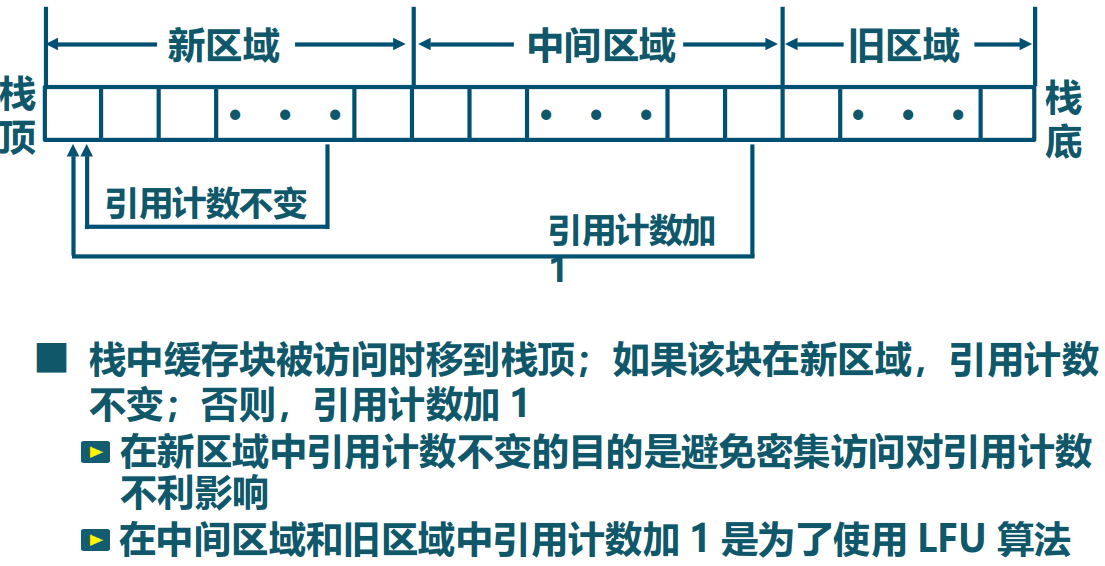 新区域 中间区域 旧区域
栈顶 栈底
引用计数不变
引用计数加
1
■ 栈中缓存块被访问时移到栈顶；如果该块在新区域，引用计数
不变；否则，引用计数加 1
在新区域中引用计数不变的目的是避免密集访问对引用计数
不利影响
在中间区域和旧区域中引用计数加 1 是为了使用 LFU 算法